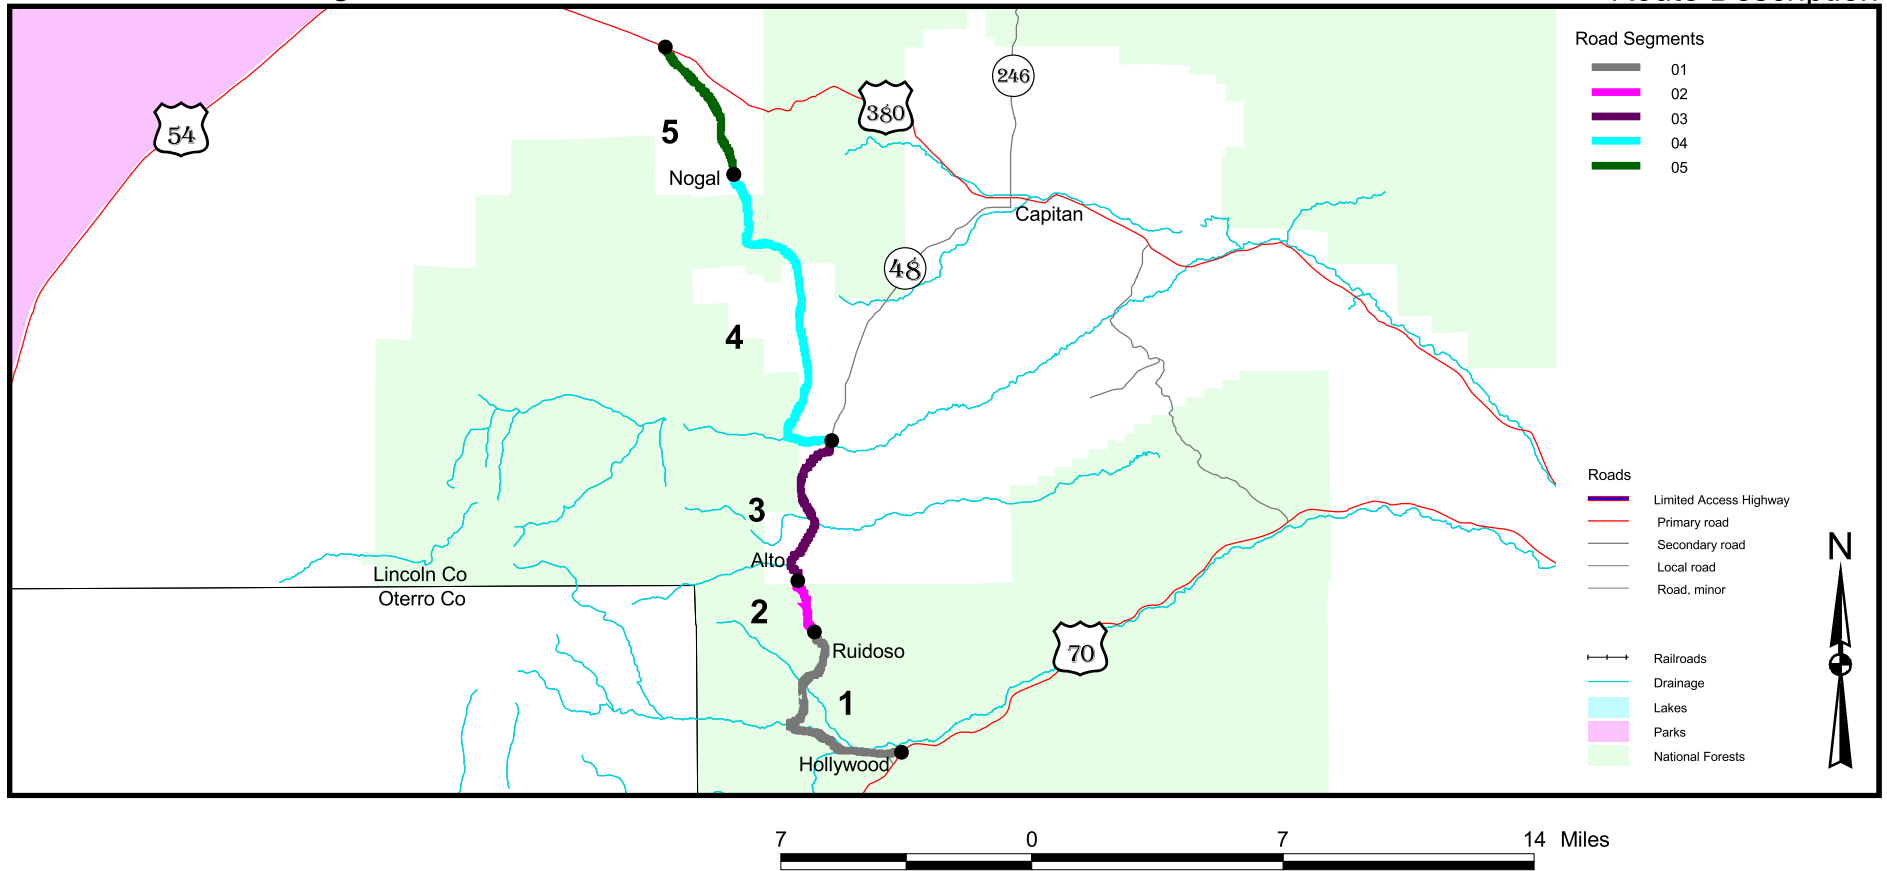 Route Description
Road Segments
01
02
03
04
05
246
380
54
5
Nogal
Capitan
48
4
3
Alto
Lincoln Co
Oterro Co
2
Ruidoso
70
1
Hollywood
Roads
Limited Access Highway
Primary road
Secondary road
Local road
Road, minor
N
Railroads
Drainage
Lakes
Parks
National Forests
7 0 7 14 Miles